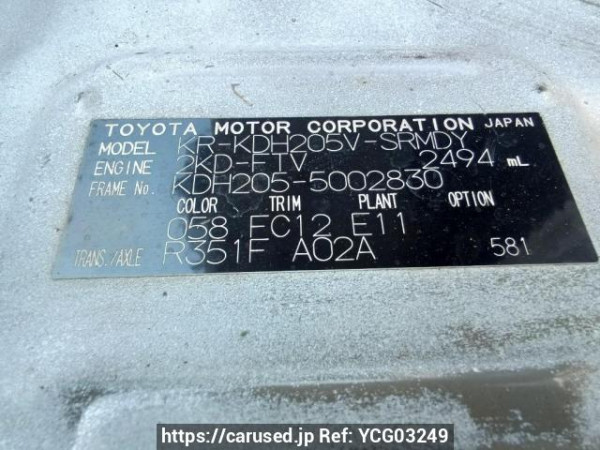 TOYOTA MOTOR CORPORATION JAPAN
MODEL KR-KDH205V-SRMDY
ENGINE 2KD-FTV 2494 mL
FRAME No. KDH205-5002830
COLOR TRIM PLANT OPTION
058 FC12 E11
TRANS./AXLE R351F A02A 581
https://carused.jp Ref: YCG03249